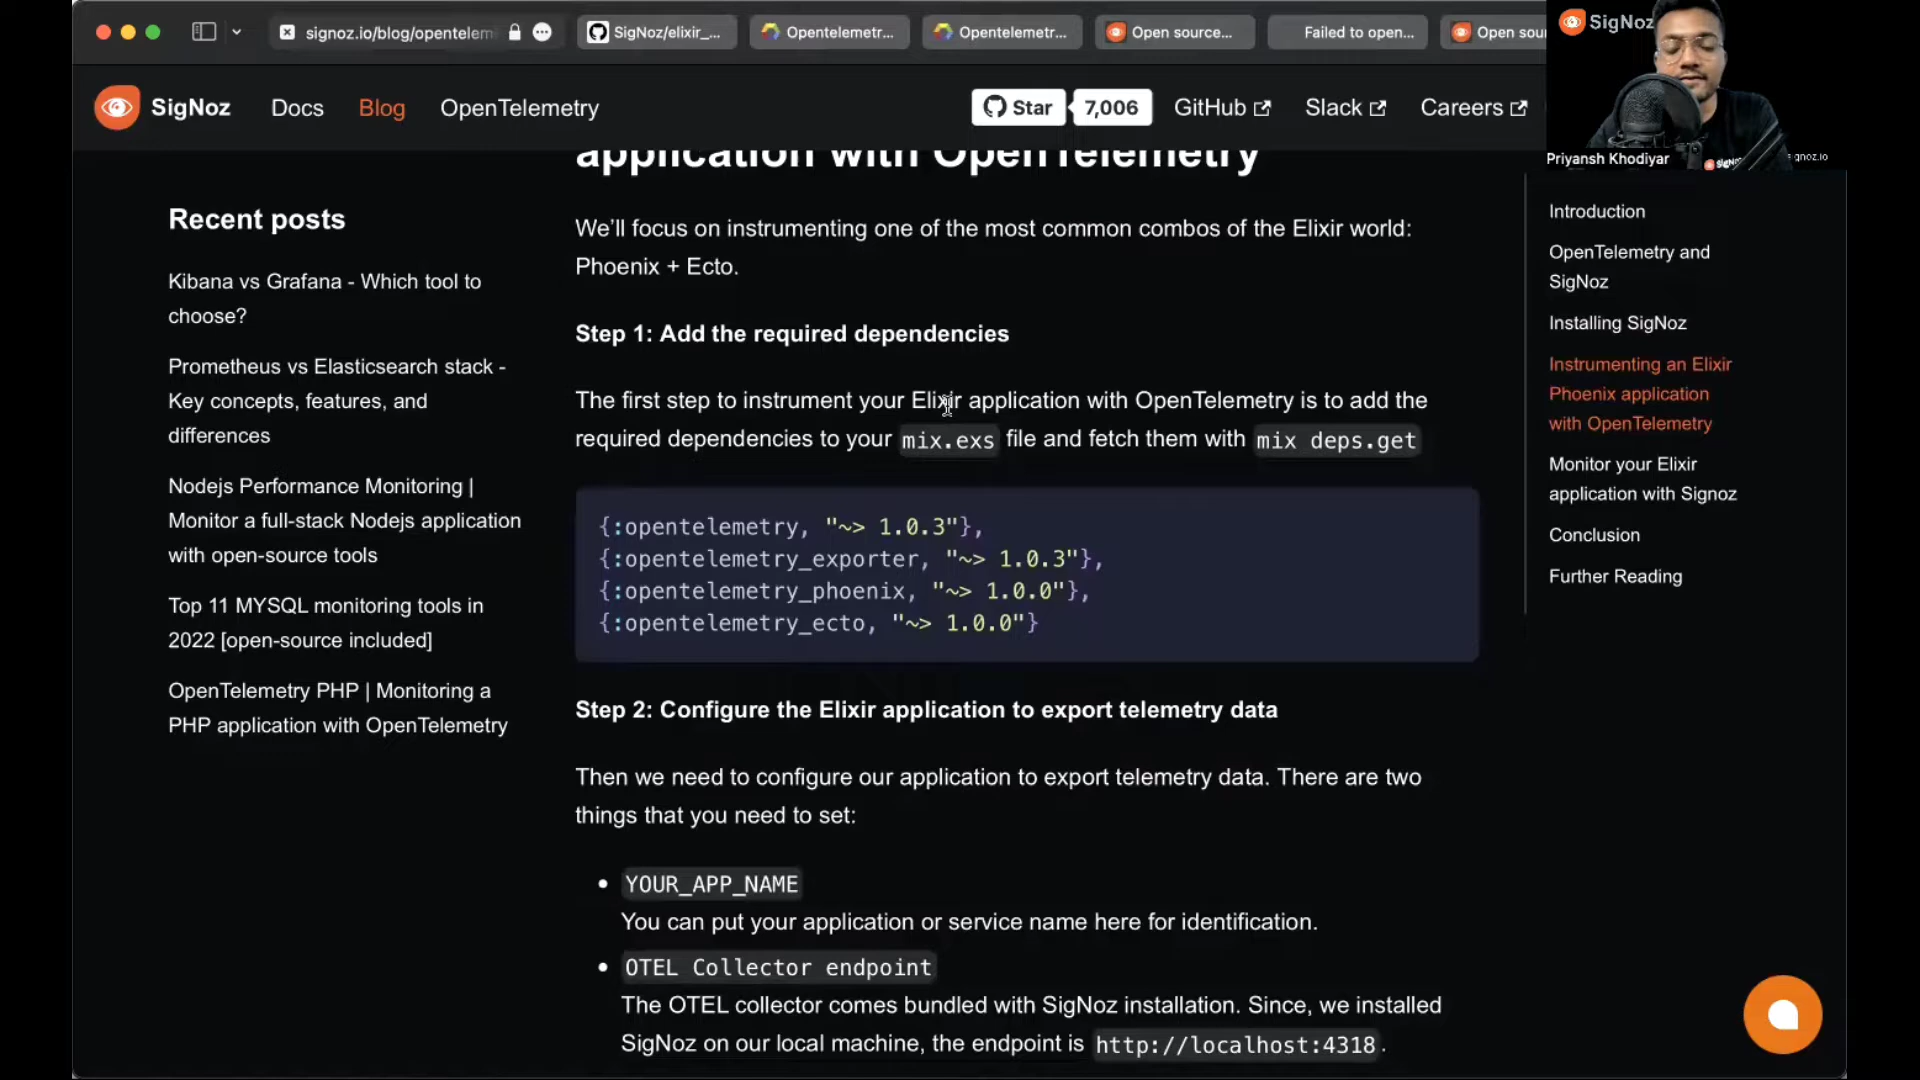 signoz.io/blog/opentelem
SigNoz/elixir_...
Opentelemetr...
Opentelemetr...
Open source...
Failed to open...
Open sou
SigNoz
SigNoz
Docs
Blog
OpenTelemetry
Star
7,006
GitHub
Slack
Careers
Priyansh Khodiyar
application with OpenTelemetry
Recent posts
Kibana vs Grafana - Which tool to
choose?
Prometheus vs Elasticsearch stack -
Key concepts, features, and
differences
Nodejs Performance Monitoring |
Monitor a full-stack Nodejs application
with open-source tools
Top 11 MYSQL monitoring tools in
2022 [open-source included]
OpenTelemetry PHP | Monitoring a
PHP application with OpenTelemetry
We’ll focus on instrumenting one of the most common combos of the Elixir world:
Phoenix + Ecto.
Step 1: Add the required dependencies
The first step to instrument your Elixir application with OpenTelemetry is to add the
required dependencies to your mix.exs file and fetch them with mix deps.get
{:opentelemetry, "~> 1.0.3"},
{:opentelemetry_exporter, "~> 1.0.3"},
{:opentelemetry_phoenix, "~> 1.0.0"},
{:opentelemetry_ecto, "~> 1.0.0"}
Step 2: Configure the Elixir application to export telemetry data
Then we need to configure our application to export telemetry data. There are two
things that you need to set:
• YOUR_APP_NAME
You can put your application or service name here for identification.
• OTEL Collector endpoint
The OTEL collector comes bundled with SigNoz installation. Since, we installed
SigNoz on our local machine, the endpoint is http://localhost:4318.
Introduction
OpenTelemetry and
SigNoz
Installing SigNoz
Instrumenting an Elixir
Phoenix application
with OpenTelemetry
Monitor your Elixir
application with Signoz
Conclusion
Further Reading